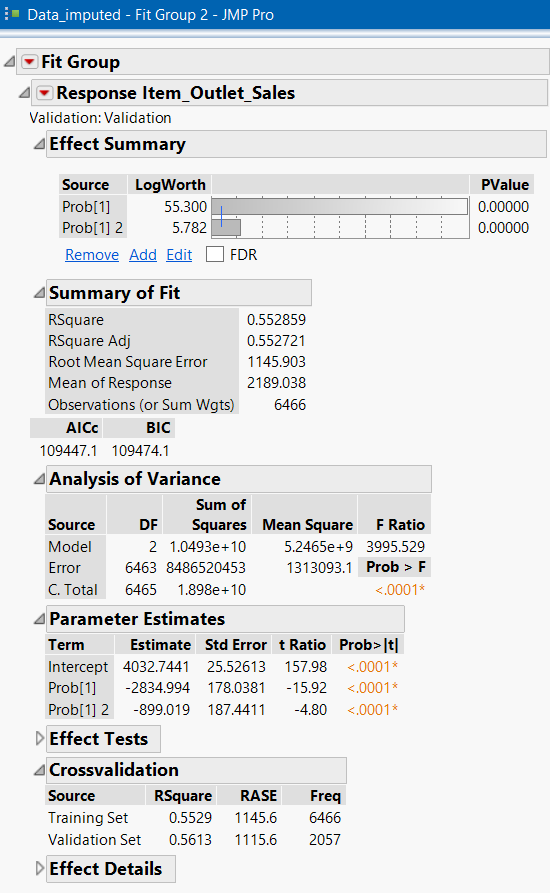 Data_imputed - Fit Group 2 - JMP Pro
Fit Group
Response Item_Outlet_Sales
Validation: Validation
Effect Summary
Source LogWorth PValue
Prob[1] 55.300 0.00000
Prob[1] 2 5.782 0.00000
Remove Add Edit FDR
Summary of Fit
RSquare 0.552859
RSquare Adj 0.552721
Root Mean Square Error 1145.903
Mean of Response 2189.038
Observations (or Sum Wgts) 6466
AICc BIC
109447.1 109474.1
Analysis of Variance
Source DF Sum of Squares Mean Square F Ratio
Model 2 1.0493e+10 5.2465e+9 3995.529
Error 6463 8486520453 1313093.1 Prob > F
C. Total 6465 1.898e+10 <.0001*
Parameter Estimates
Term Estimate Std Error t Ratio Prob>|t|
Intercept 4032.7441 25.52613 157.98 <.0001*
Prob[1] -2834.994 178.0381 -15.92 <.0001*
Prob[1] 2 -899.019 187.4411 -4.80 <.0001*
Effect Tests
Crossvalidation
Source RSquare RASE Freq
Training Set 0.5529 1145.6 6466
Validation Set 0.5613 1115.6 2057
Effect Details